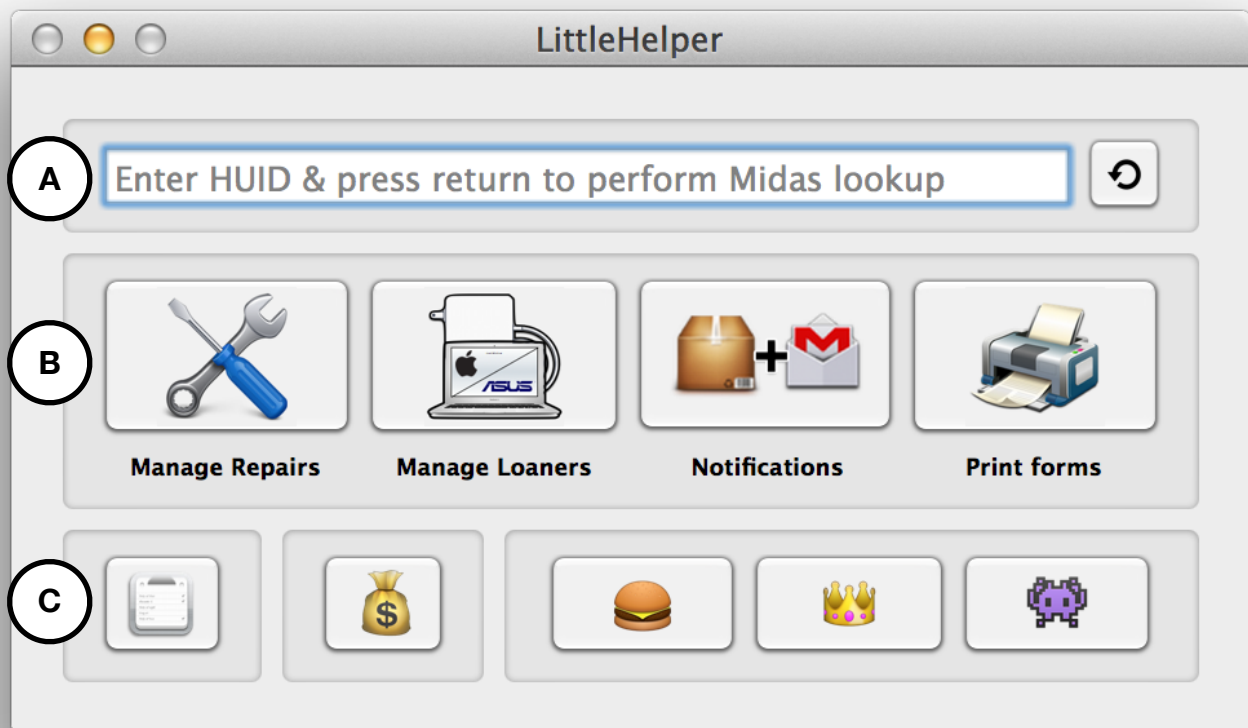 LittleHelper
A
Enter HUID & press return to perform Midas lookup
B
ASUS
Manage Repairs
Manage Loaners
Notifications
Print forms
C
$